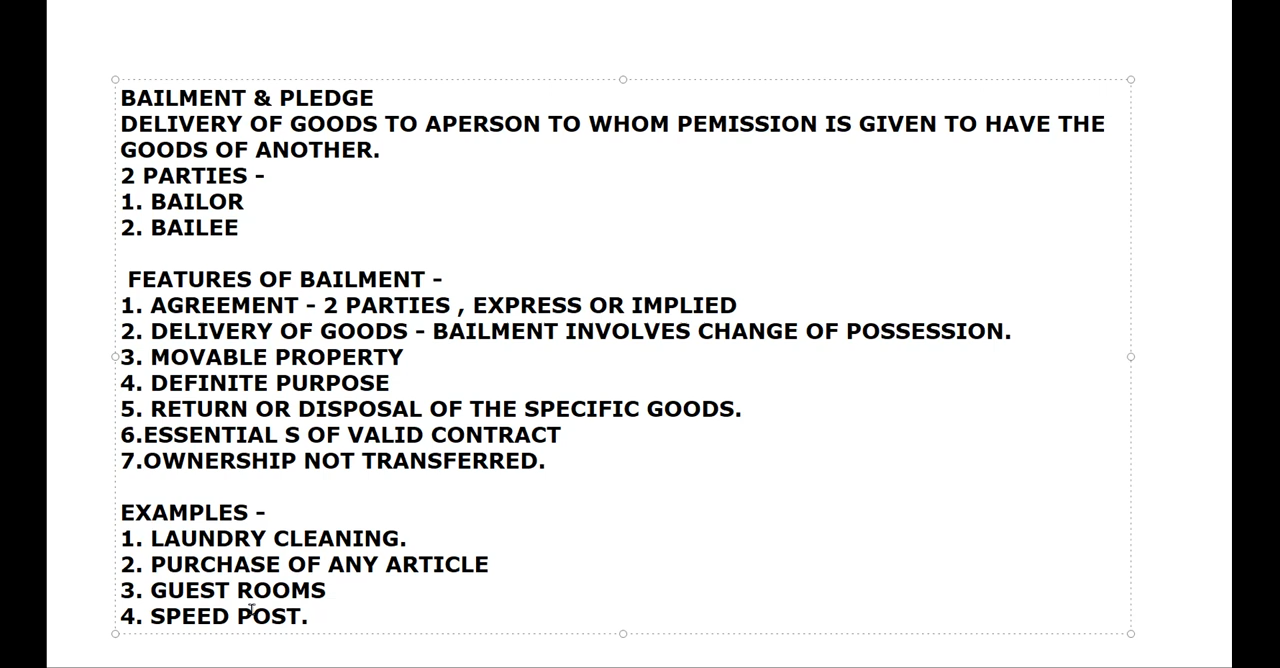 BAILMENT & PLEDGE
DELIVERY OF GOODS TO APERSON TO WHOM PEMISSION IS GIVEN TO HAVE THE
GOODS OF ANOTHER.
2 PARTIES -
1. BAILOR
2. BAILEE
FEATURES OF BAILMENT -
1. AGREEMENT - 2 PARTIES , EXPRESS OR IMPLIED
2. DELIVERY OF GOODS - BAILMENT INVOLVES CHANGE OF POSSESSION.
3. MOVABLE PROPERTY
4. DEFINITE PURPOSE
5. RETURN OR DISPOSAL OF THE SPECIFIC GOODS.
6.ESSENTIAL S OF VALID CONTRACT
7.OWNERSHIP NOT TRANSFERRED.
EXAMPLES -
1. LAUNDRY CLEANING.
2. PURCHASE OF ANY ARTICLE
3. GUEST ROOMS
4. SPEED POST.